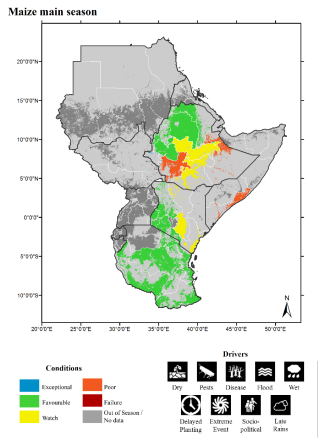 Maize main season
20°0'0"N
15°0'0"N
10°0'0"N
5°0'0"N
0°0'0"
5°0'0"S
10°0'0"S
N
20°0'0"E 25°0'0"E 30°0'0"E 35°0'0"E 40°0'0"E 45°0'0"E 50°0'0"E
Conditions
Exceptional
Favourable
Watch
Poor
Failure
Out of Season /
No data
Drivers
Dry Pests Disease Flood Wet
Delayed Extreme Socio- Late
Planting Event political Rains